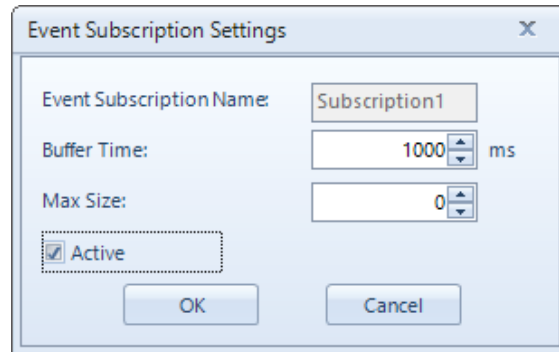 Event Subscription Settings
Event Subscription Name: Subscription1
Buffer Time: 1000 ms
Max Size: 0
Active
OK Cancel